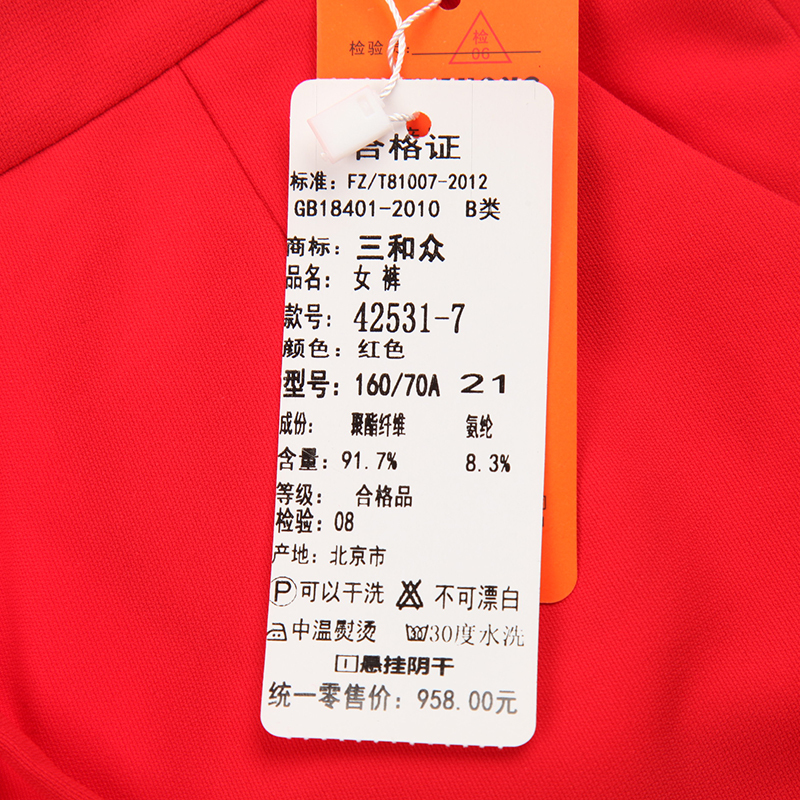 检验
检
06
合格证
标准: FZ/T81007-2012
GB18401-2010 B类
商标: 三和众
品名: 女裤
款号: 42531-7
颜色: 红色
型号: 160/70A 21
成份: 聚酯纤维 氨纶
含量: 91.7% 8.3%
等级: 合格品
检验: 08
产地: 北京市
P 可以干洗 不可漂白
中温熨烫 30度水洗
悬挂阴干
统一零售价: 958.00元